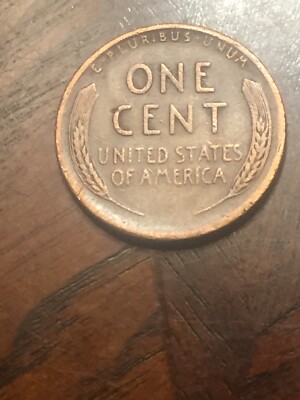 E·PLURIBUS·UNUM
ONE
CENT
UNITED STATES
OF AMERICA